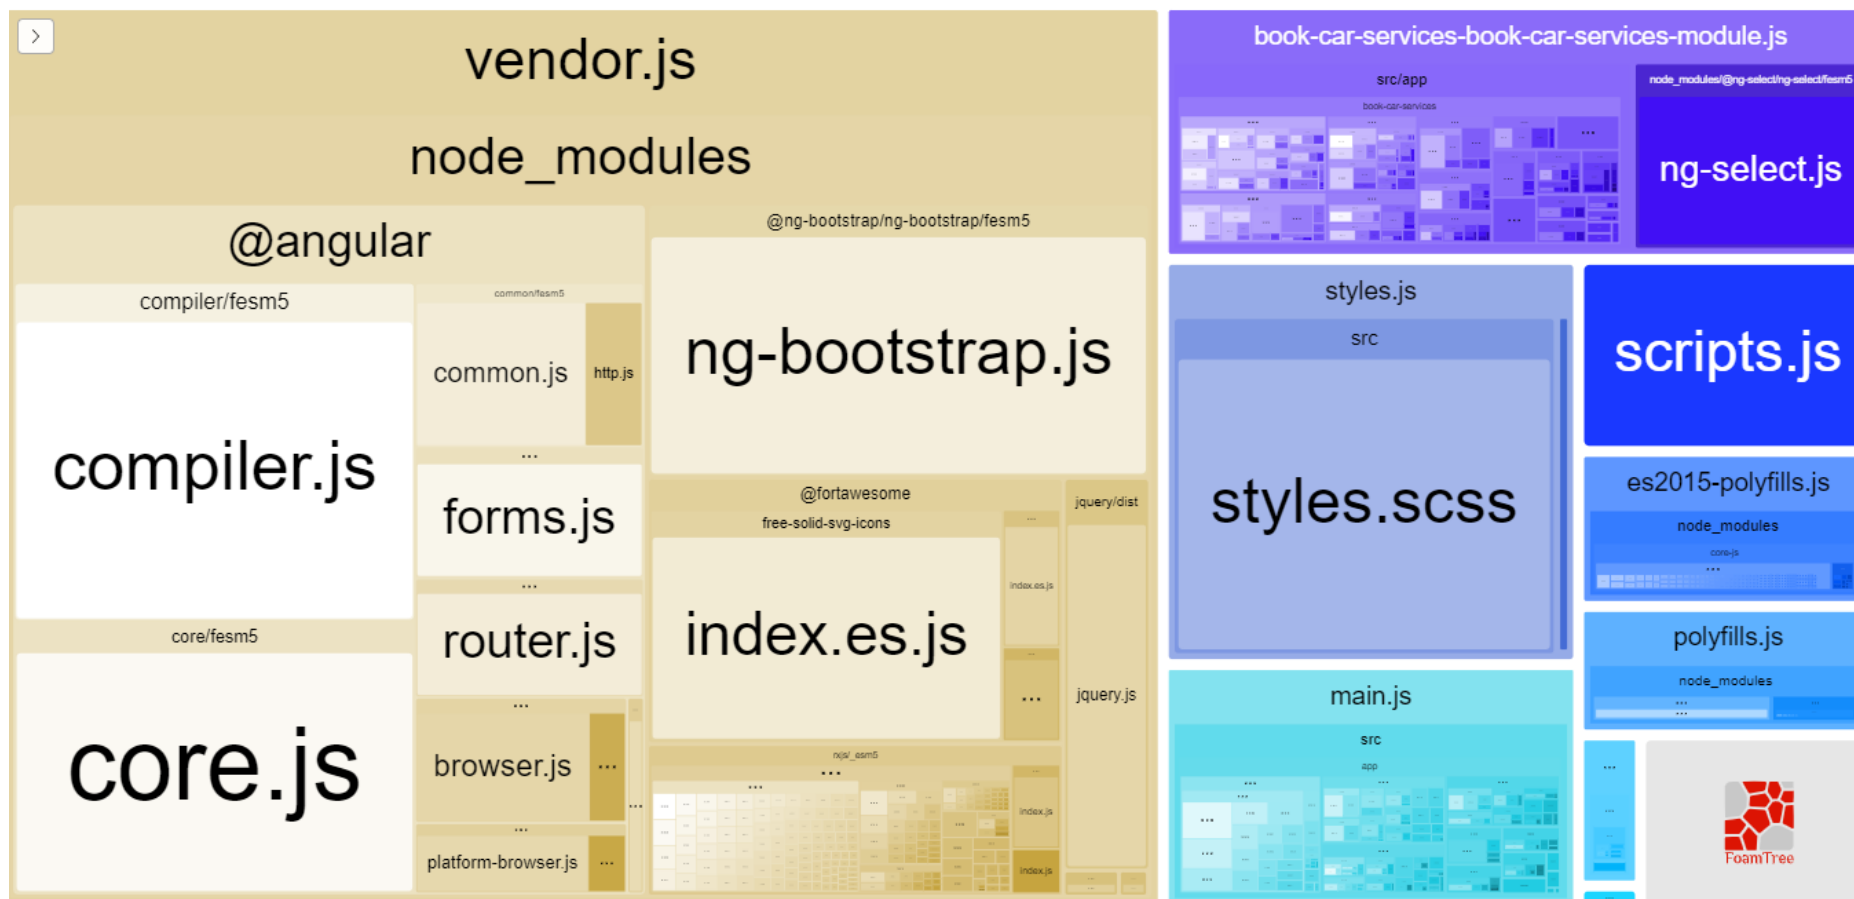 vendor.js
node_modules
@angular
compiler/fesm5
compiler.js
core/fesm5
core.js
common/fesm5
common.js
http.js
...
forms.js
...
router.js
...
browser.js
...
...
platform-browser.js
...
...
@ng-bootstrap/ng-bootstrap/fesm5
ng-bootstrap.js
@fortawesome
free-solid-svg-icons
index.es.js
...
index.es.js
...
...
jquery/dist
jquery.js
rxjs/_esm5
...
...
...
index.js
index.js
book-car-services-book-car-services-module.js
src/app
book-car-services
node_modules/@ng-select/ng-select/fesm5
ng-select.js
styles.js
src
styles.scss
scripts.js
es2015-polyfills.js
node_modules
core-js
...
polyfills.js
node_modules
...
...
...
main.js
src
app
...
...
...
FoamTree